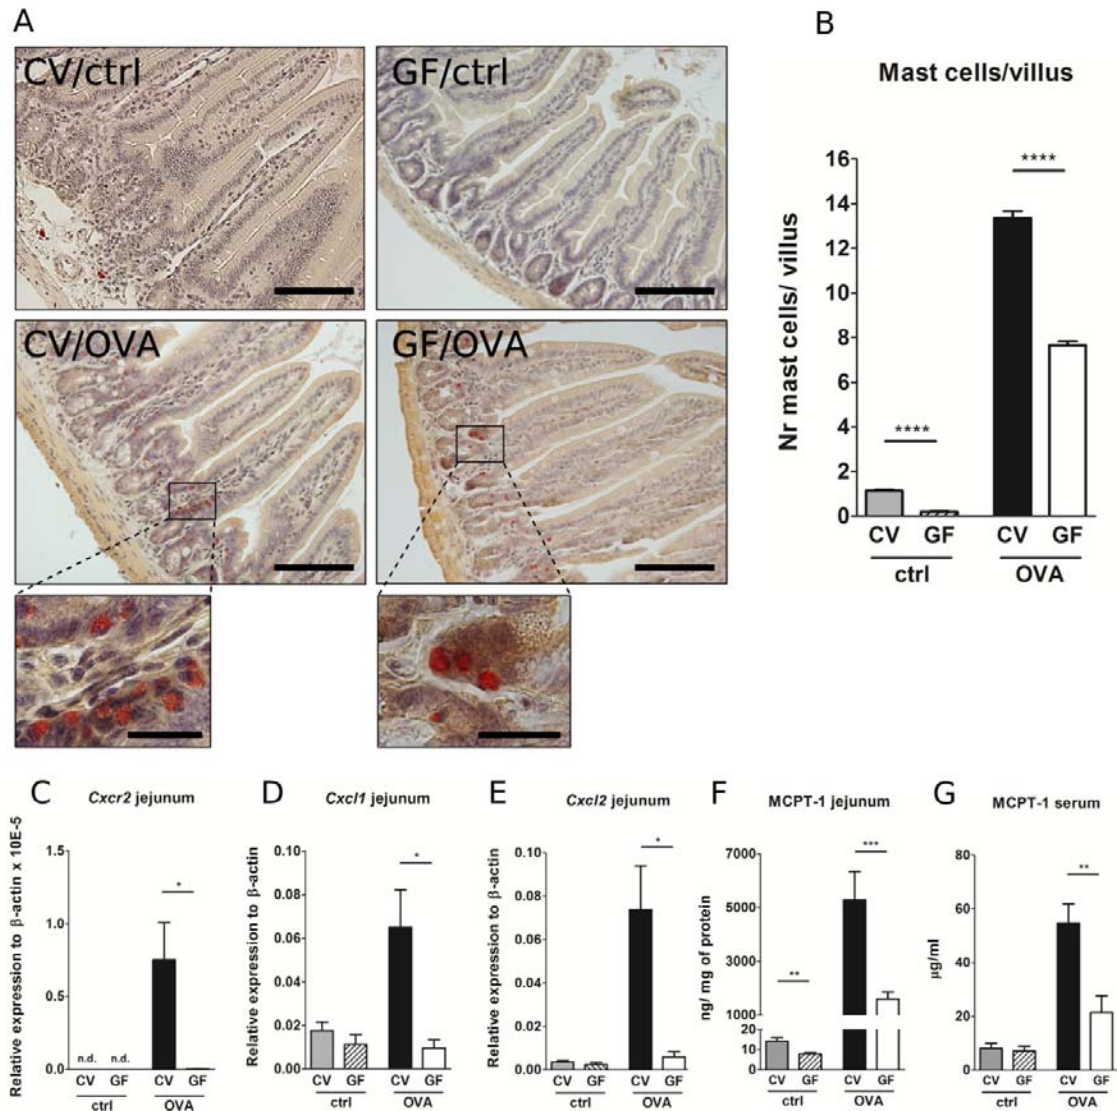 A
CV/ctrl
GF/ctrl
CV/OVA
GF/OVA
B
Mast cells/villus
Nr mast cells/ villus
16
14
12
10
8
6
4
2
0
****
****
CV GF CV GF
ctrl OVA
C
Cxcr2 jejunum
Relative expression to β-actin x 10E-5
1.5
1.0
0.5
0.0
n.d. n.d.
*
CV GF CV GF
ctrl OVA
D
Cxcl1 jejunum
Relative expression to β-actin
0.10
0.08
0.06
0.04
0.02
0.00
*
CV GF CV GF
ctrl OVA
E
Cxcl2 jejunum
Relative expression to β-actin
0.10
0.08
0.06
0.04
0.02
0.00
*
CV GF CV GF
ctrl OVA
F
MCPT-1 jejunum
ng/ mg of protein
7000
5000
3000
1000
20
10
0
**
***
CV GF CV GF
ctrl OVA
G
MCPT-1 serum
µg/ml
80
60
40
20
0
**
CV GF CV GF
ctrl OVA